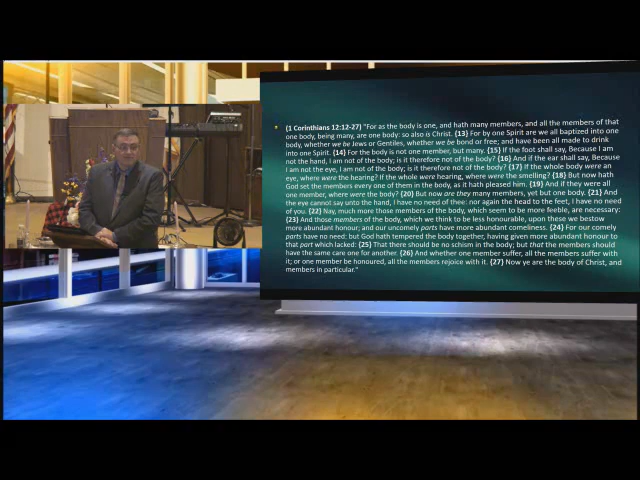 (1 Corinthians 12:12-27) "For as the body is one, and hath many members, and all the members of that
one body, being many, are one body: so also is Christ. {13} For by one Spirit are we all baptized into one
body, whether we be Jews or Gentiles, whether we be bond or free; and have been all made to drink
into one Spirit. {14} For the body is not one member, but many. {15} If the foot shall say, Because I am
not the hand, I am not of the body; is it therefore not of the body? {16} And if the ear shall say, Because
I am not the eye, I am not of the body; is it therefore not of the body? {17} If the whole body were an
eye, where were the hearing? If the whole were hearing, where were the smelling? {18} But now hath
God set the members every one of them in the body, as it hath pleased him. {19} And if they were all
one member, where were the body? {20} But now are they many members, yet but one body. {21} And
the eye cannot say unto the hand, I have no need of thee: nor again the head to the feet, I have no need
of you. {22} Nay, much more those members of the body, which seem to be more feeble, are necessary:
{23} And those members of the body, which we think to be less honourable, upon these we bestow
more abundant honour; and our uncomely parts have more abundant comeliness. {24} For our comely
parts have no need: but God hath tempered the body together, having given more abundant honour to
that part which lacked: {25} That there should be no schism in the body; but that the members should
have the same care one for another. {26} And whether one member suffer, all the members suffer with
it; or one member be honoured, all the members rejoice with it. {27} Now ye are the body of Christ, and
members in particular."